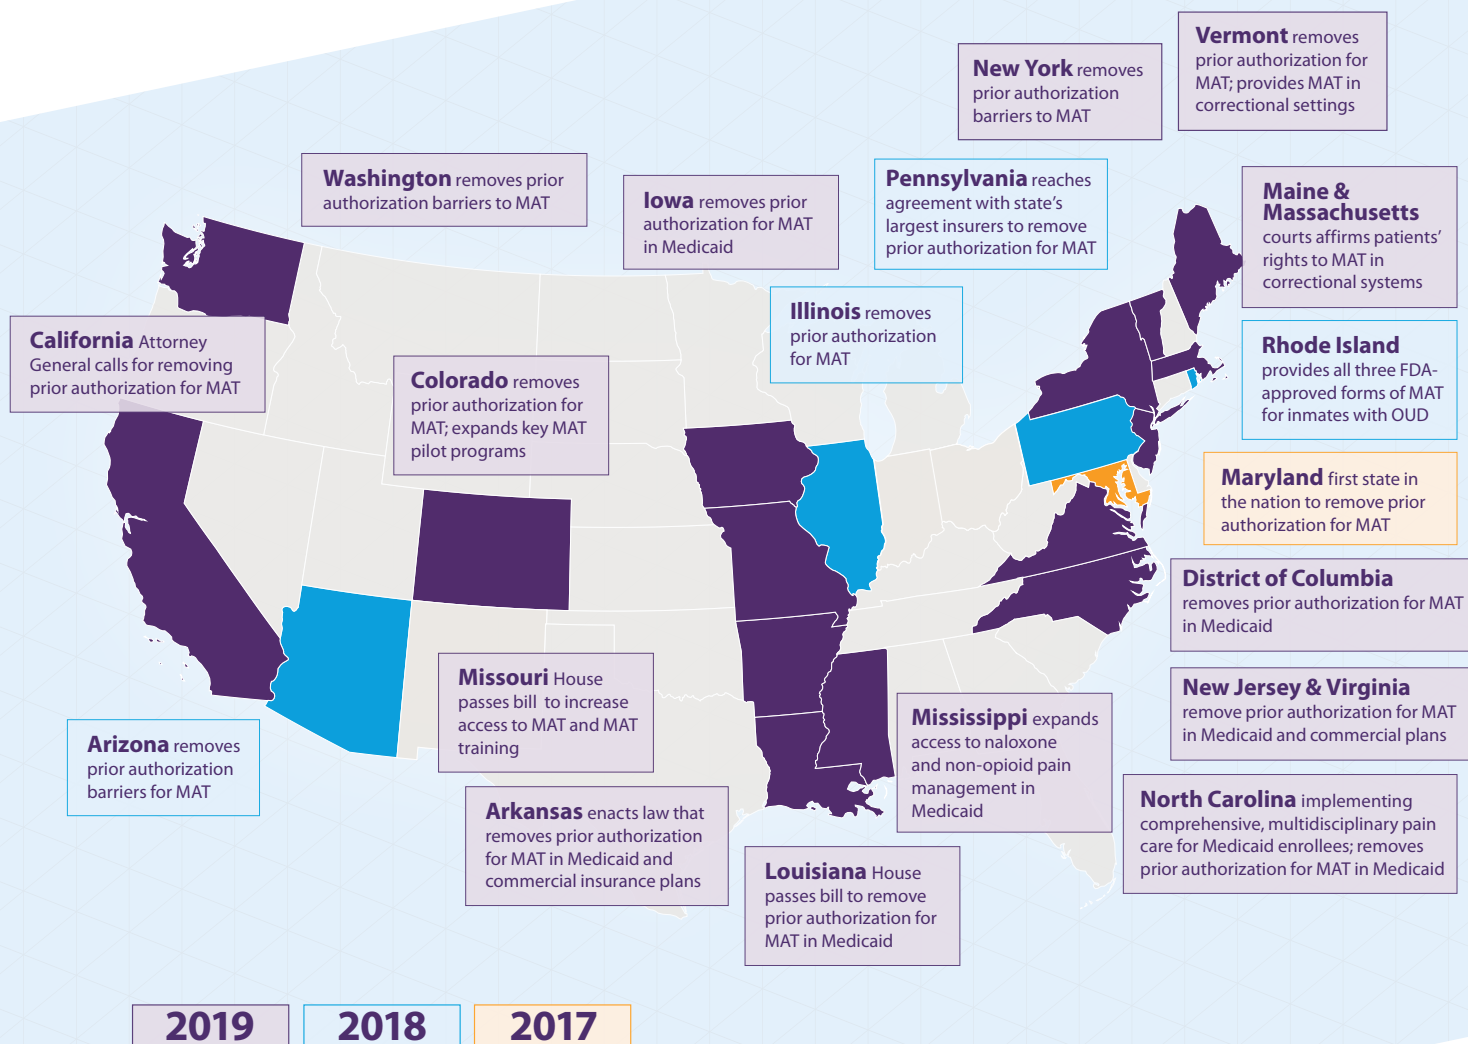 Vermont removes
prior authorization for
MAT; provides MAT in
correctional settings
New York removes
prior authorization
barriers to MAT
Washington removes prior
authorization barriers to MAT
Iowa removes prior
authorization for MAT
in Medicaid
Pennsylvania reaches
agreement with state’s
largest insurers to remove
prior authorization for MAT
Maine &
Massachusetts
courts affirms patients’
rights to MAT in
correctional systems
California Attorney
General calls for removing
prior authorization for MAT
Colorado removes
prior authorization for
MAT; expands key MAT
pilot programs
Illinois removes
prior authorization
for MAT
Rhode Island
provides all three FDA-
approved forms of MAT
for inmates with OUD
Maryland first state in
the nation to remove prior
authorization for MAT
District of Columbia
removes prior authorization for MAT
in Medicaid
New Jersey & Virginia
remove prior authorization for MAT
in Medicaid and commercial plans
Arizona removes
prior authorization
barriers for MAT
Missouri House
passes bill to increase
access to MAT and MAT
training
Mississippi expands
access to naloxone
and non-opioid pain
management in
Medicaid
Arkansas enacts law that
removes prior authorization
for MAT in Medicaid and
commercial insurance plans
Louisiana House
passes bill to remove
prior authorization for
MAT in Medicaid
North Carolina implementing
comprehensive, multidisciplinary pain
care for Medicaid enrollees; removes
prior authorization for MAT in Medicaid
2019
2018
2017